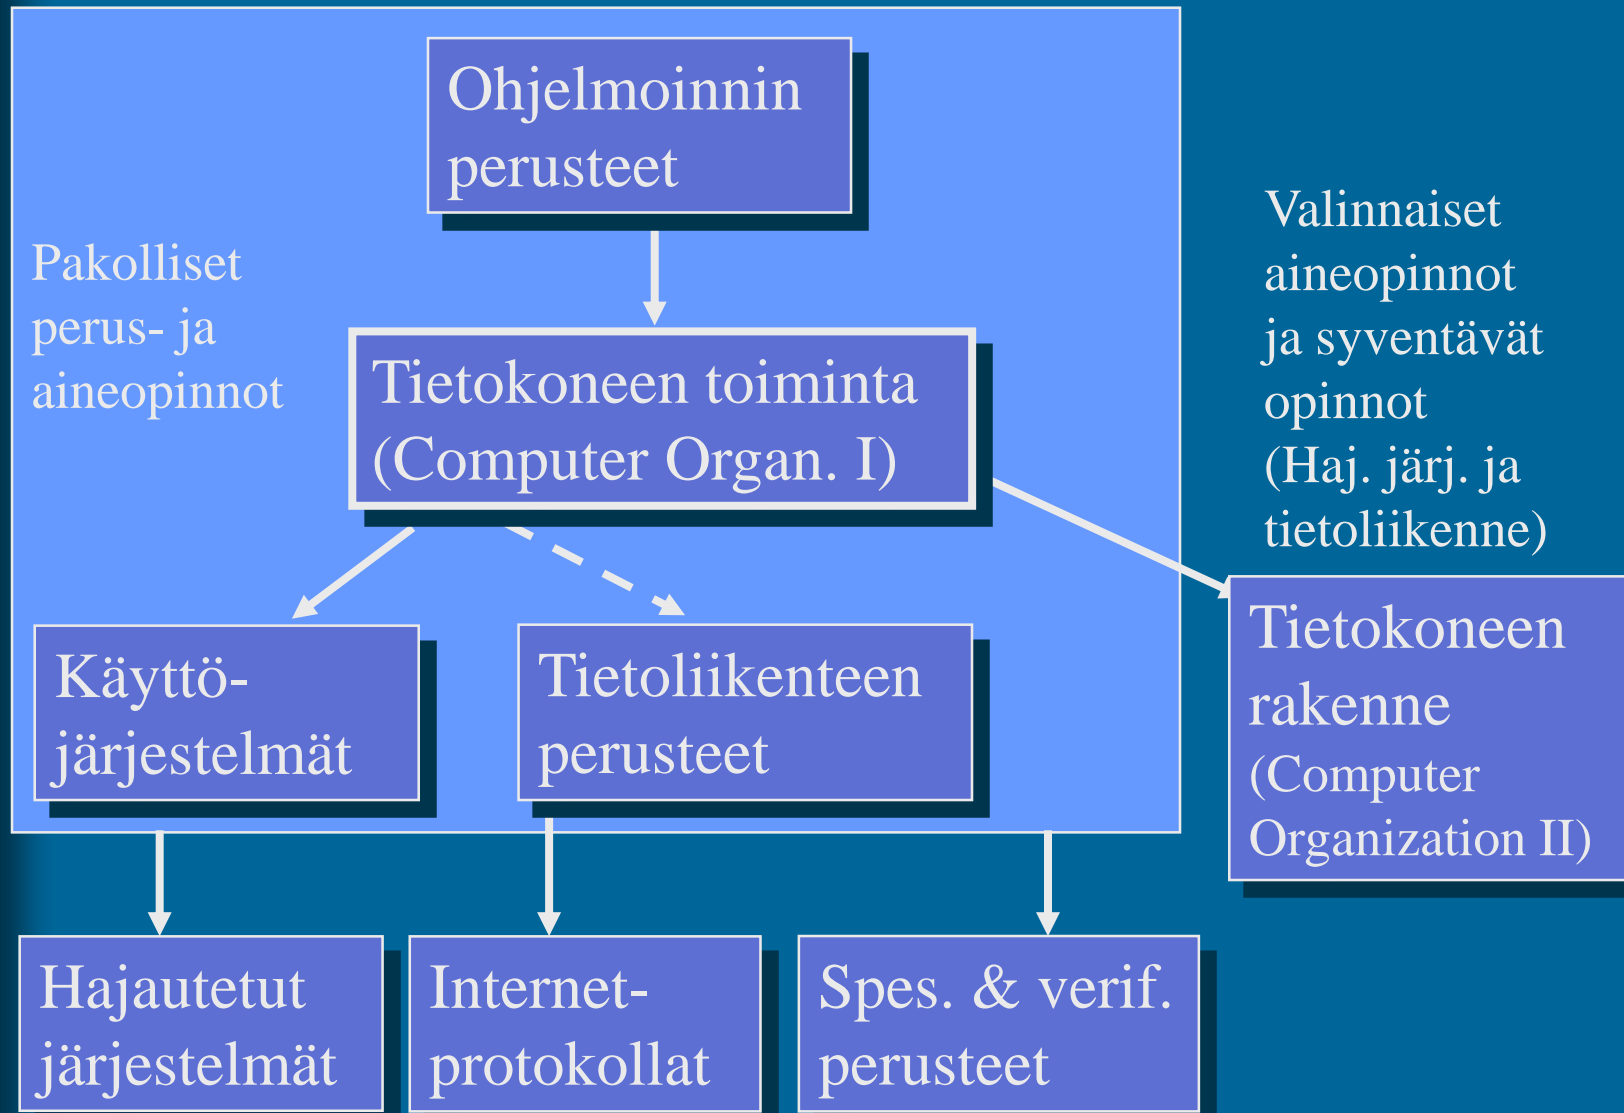 Ohjelmoinnin
perusteet
Pakolliset
perus- ja
aineopinnot
Valinnaiset
aineopinnot
ja syventävät
opinnot
(Haj. järj. ja
tietoliikenne)
Tietokoneen toiminta
(Computer Organ. I)
Käyttö-
järjestelmät
Tietoliikenteen
perusteet
Tietokoneen
rakenne
(Computer
Organization II)
Hajautetut
järjestelmät
Internet-
protokollat
Spes. & verif.
perusteet